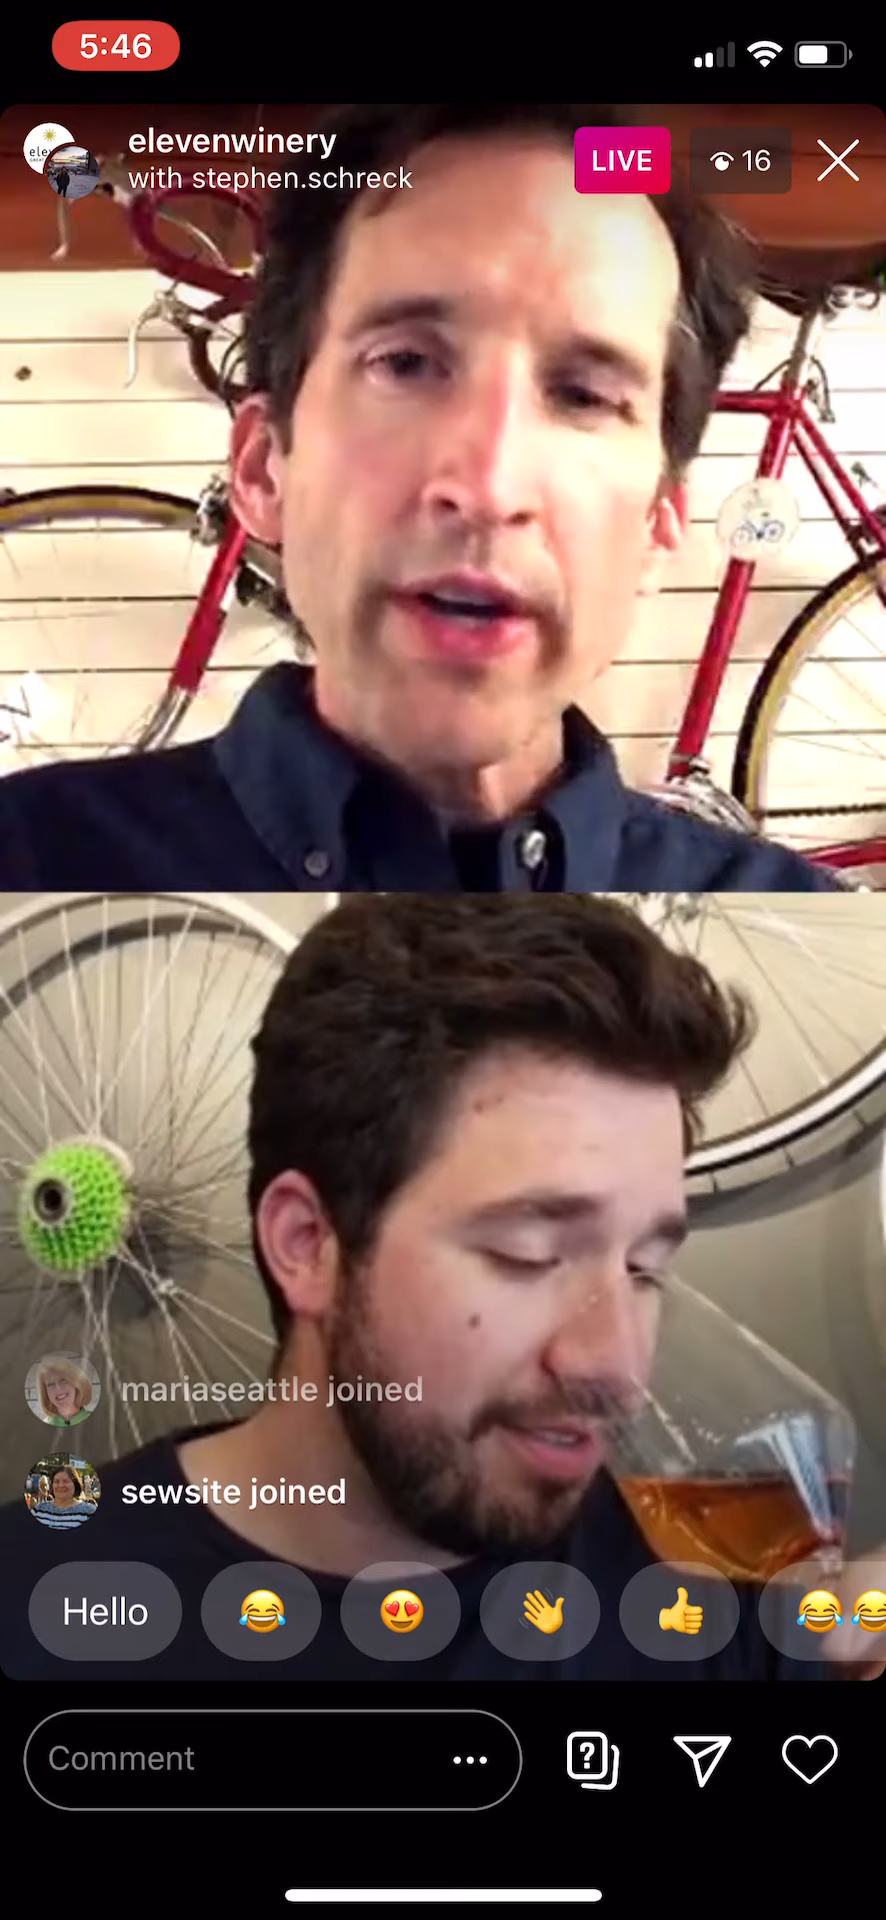 5:46
elevenwinery
with stephen.schreck
LIVE
16
mariaseattle joined
sewsite joined
Hello
Comment